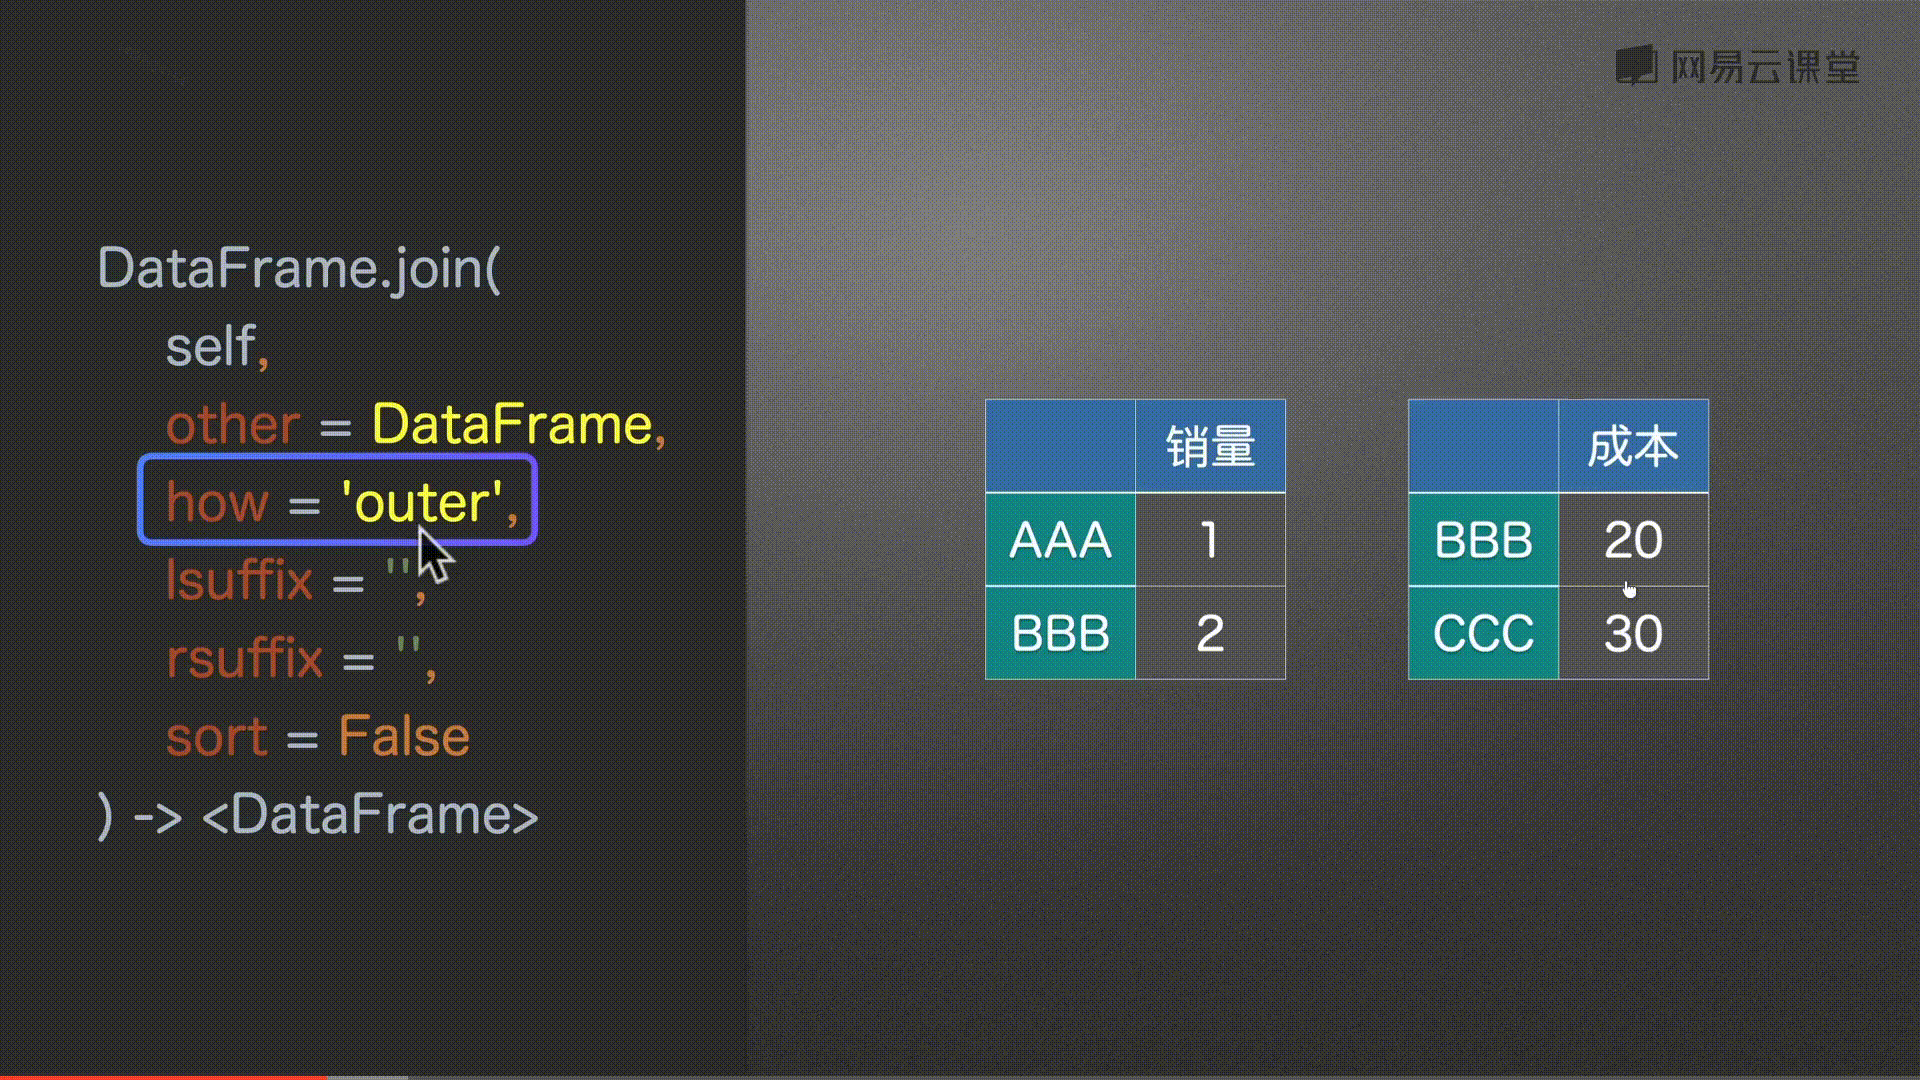 网易云课堂
DataFrame.join(
self,
other = DataFrame,
how = 'outer',
lsuffix = '',
rsuffix = '',
sort = False
) -> <DataFrame>
销量
AAA 1
BBB 2
成本
BBB 20
CCC 30